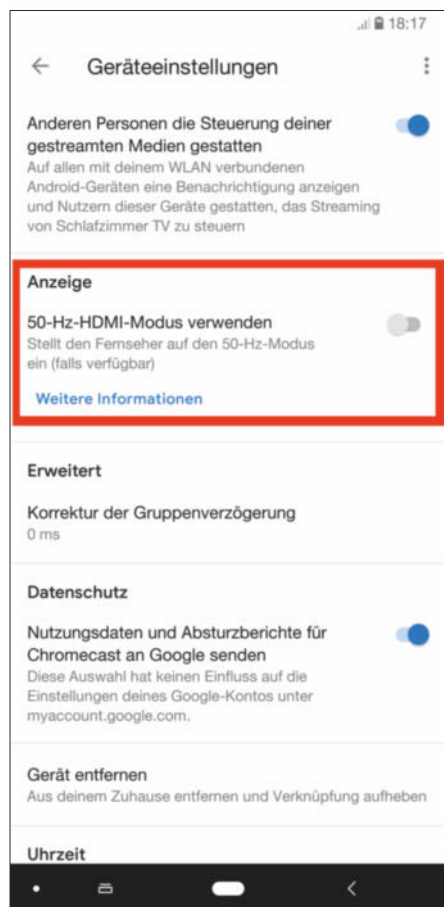 18:17
Geräteeinstellungen
Anderen Personen die Steuerung deiner
gestreamten Medien gestatten
Auf allen mit deinem WLAN verbundenen
Android-Geräten eine Benachrichtigung anzeigen
und Nutzern dieser Geräte gestatten, das Streaming
von Schlafzimmer TV zu steuern
Anzeige
50-Hz-HDMI-Modus verwenden
Stellt den Fernseher auf den 50-Hz-Modus
ein (falls verfügbar)
Weitere Informationen
Erweitert
Korrektur der Gruppenverzögerung
0 ms
Datenschutz
Nutzungsdaten und Absturzberichte für
Chromecast an Google senden
Diese Auswahl hat keinen Einfluss auf die
Einstellungen deines Google-Kontos unter
myaccount.google.com.
Gerät entfernen
Aus deinem Zuhause entfernen und Verknüpfung aufheben
Uhrzeit